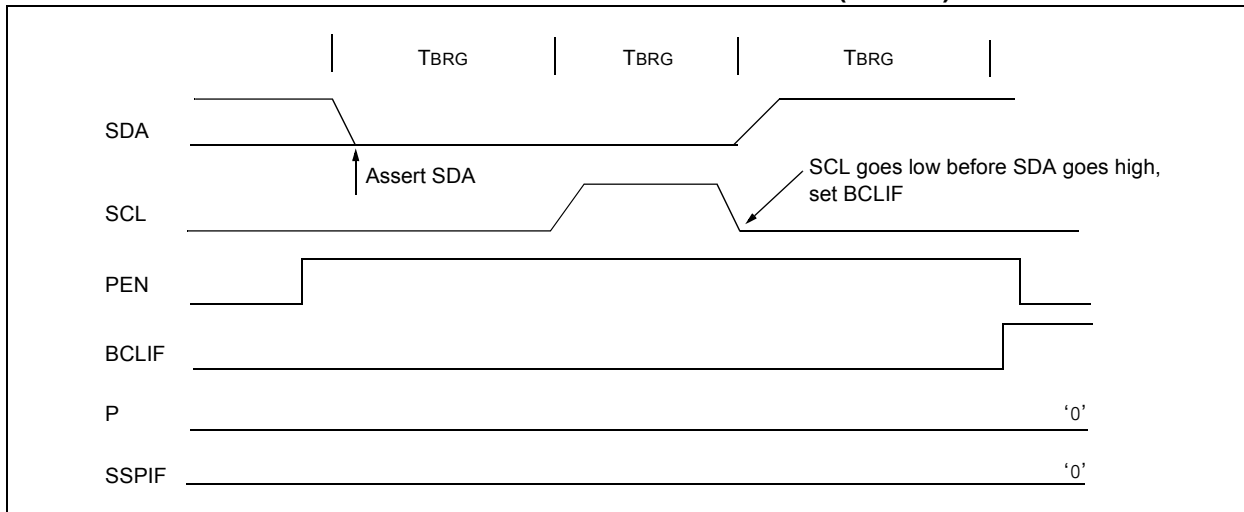 TBRG TBRG TBRG
SDA
Assert SDA
SCL goes low before SDA goes high,
set BCLIF
SCL
PEN
BCLIF
P '0'
SSPIF '0'